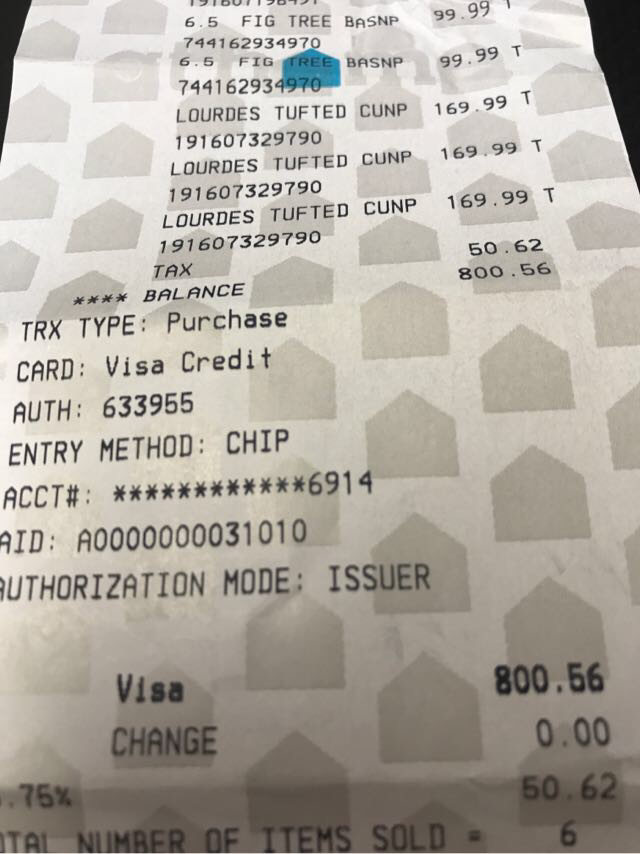 6.5 FIG TREE BASNP 99.99 T
744162934970
6.5 FIG TREE BASNP 99.99 T
744162934970
LOURDES TUFTED CUNP 169.99 T
191607329790
LOURDES TUFTED CUNP 169.99 T
191607329790
LOURDES TUFTED CUNP 169.99 T
191607329790
TAX 50.62
**** BALANCE 800.56
TRX TYPE: Purchase
CARD: Visa Credit
AUTH: 633955
ENTRY METHOD: CHIP
ACCT#: ************6914
AID: A0000000031010
AUTHORIZATION MODE: ISSUER
Visa 800.56
CHANGE 0.00
.75% 50.62
OTAL NUMBER OF ITEMS SOLD = 6